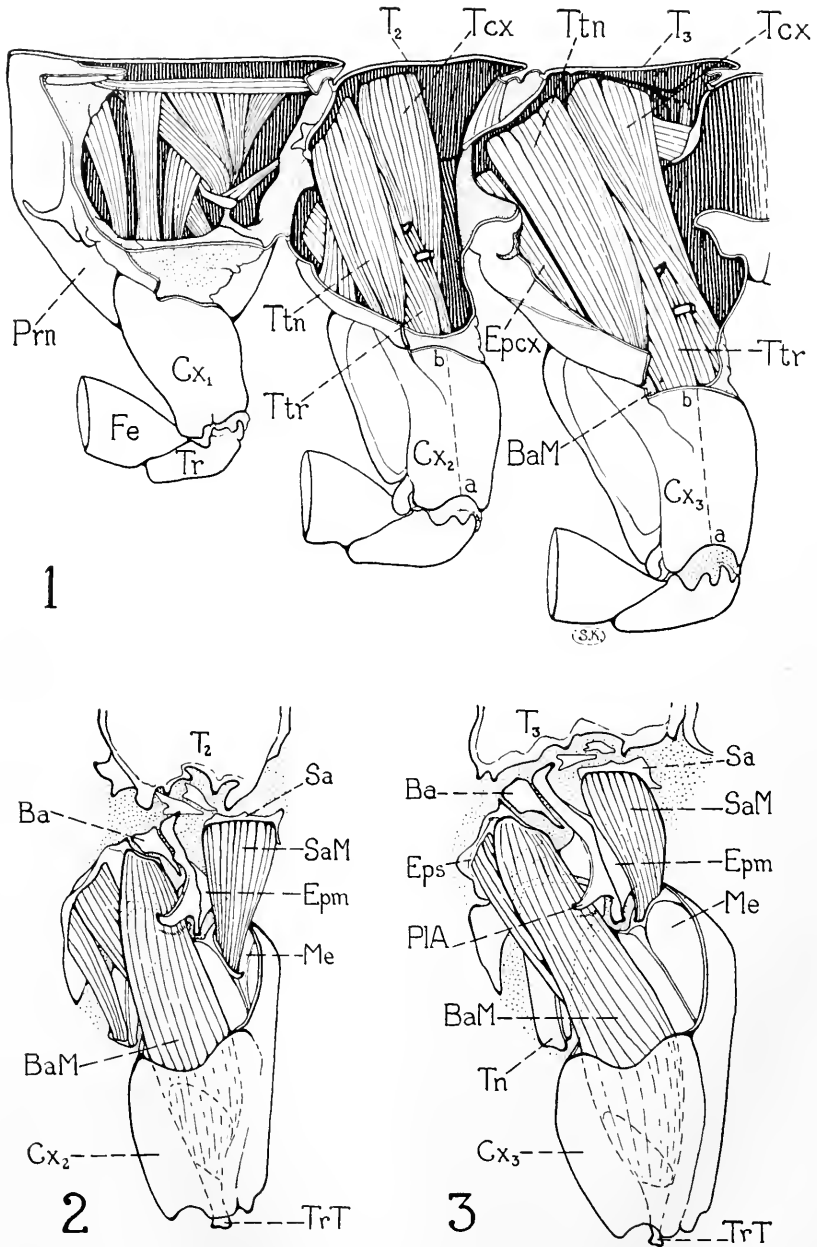 T₂
Tcx
Ttn
T₃
Tcx
Prn
Cx₁
Fe
Tr
Ttn
Ttr
Epcx
BaM
Ttr
b
Cx₂
a
b
Cx₃
a
1
(S.K)
T₂
Sa
Ba
SaM
Epm
Me
BaM
Cx₂
2
TrT
T₃
Sa
Ba
SaM
Eps
Epm
Me
PlA
BaM
Tn
Cx₃
3
TrT